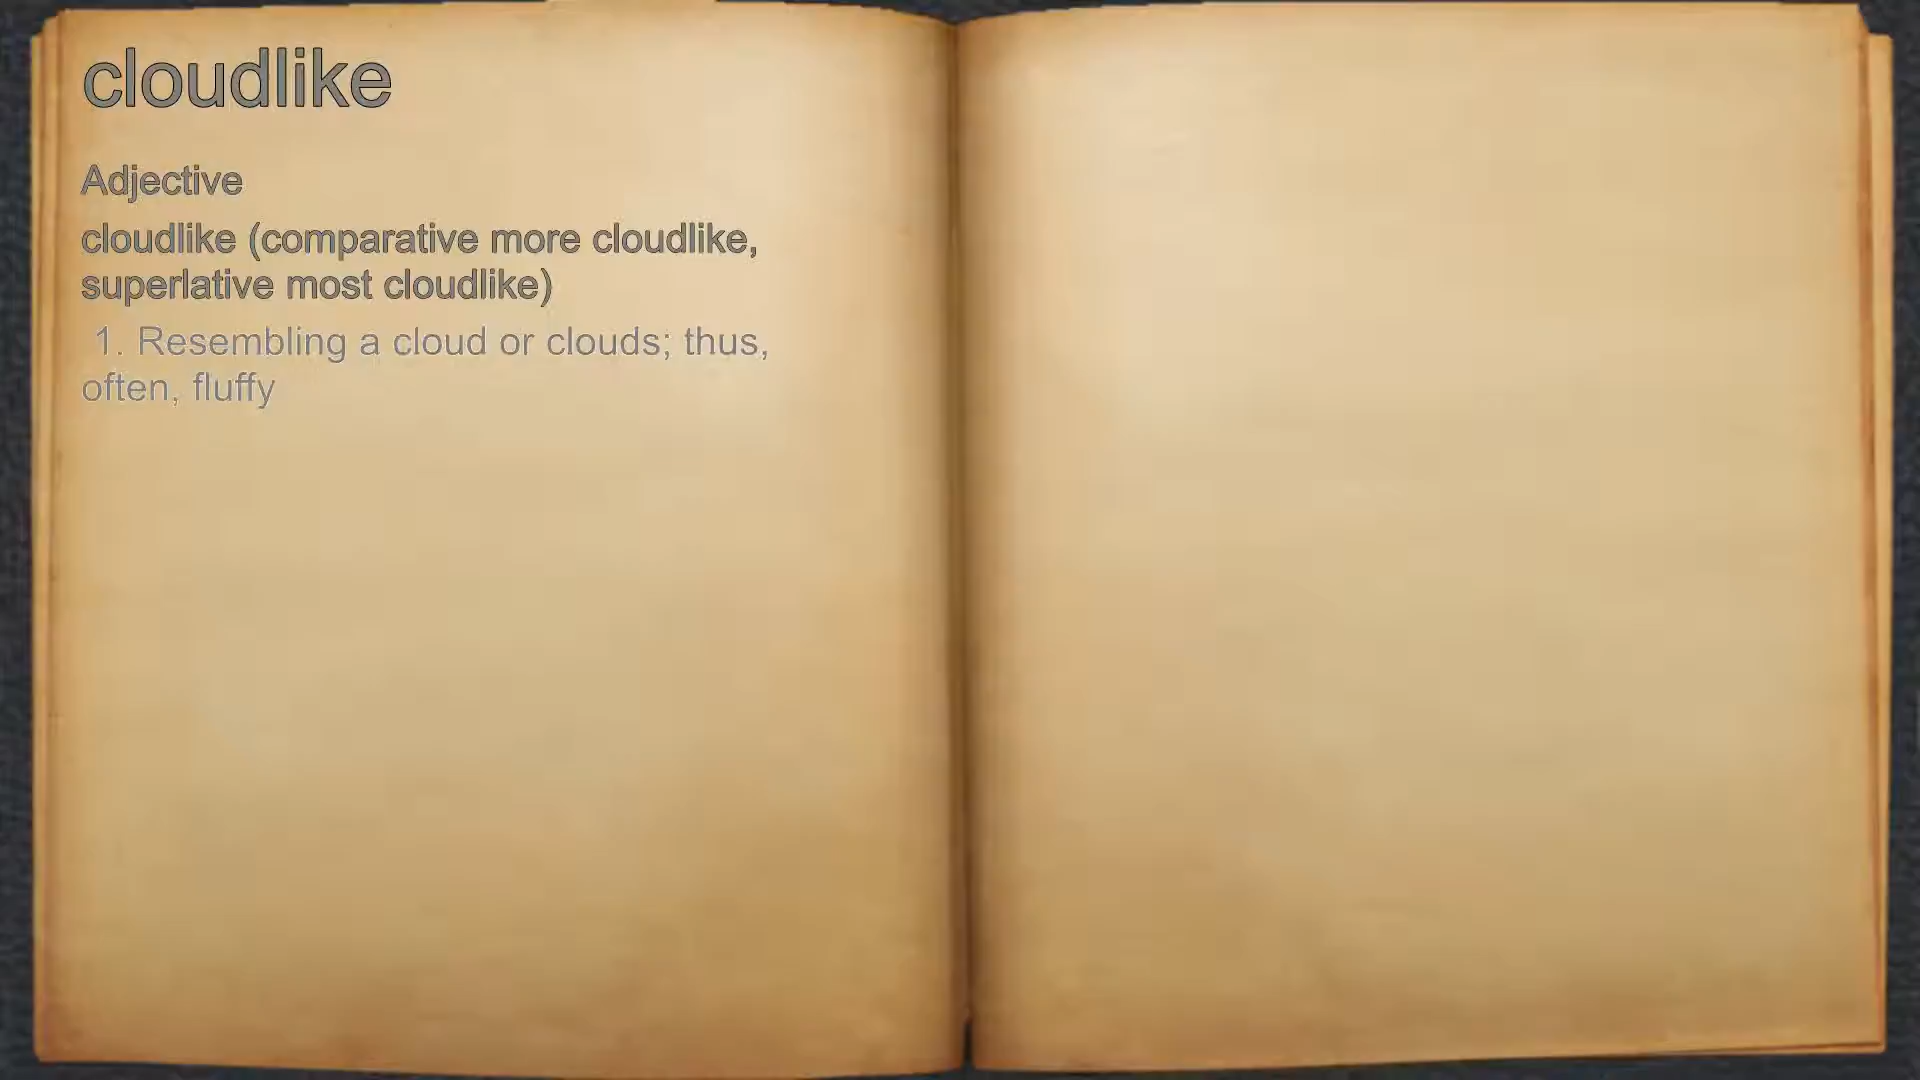 cloudlike
Adjective
cloudlike (comparative more cloudlike,
superlative most cloudlike)
1. Resembling a cloud or clouds; thus,
often, fluffy